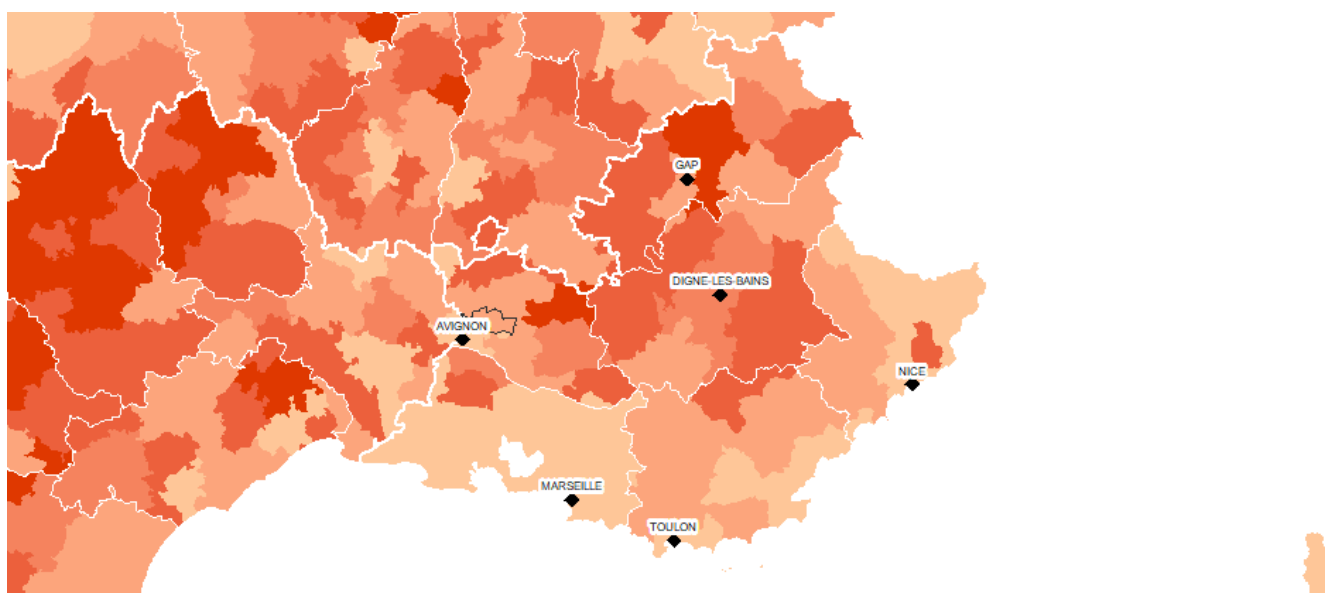 GAP
DIGNE-LES-BAINS
AVIGNON
NICE
MARSEILLE
TOULON